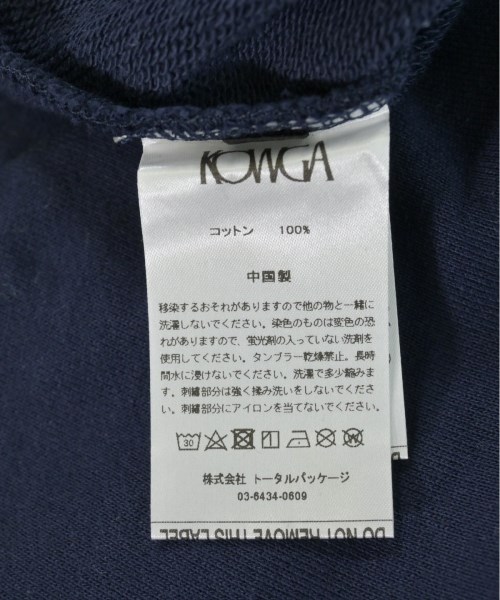 KOWGA
コットン 100%
中国製
移染するおそれがありますので他の物と一緒に
洗濯しないでください。染色のものは変色の恐
れがありますので、蛍光剤の入っていない洗剤を
使用してください。タンブラー乾燥禁止。長時
間水に浸けないでください。洗濯で多少縮みま
す。刺繍部分は強く揉み洗いをしないでくださ
い。刺繍部分にアイロンを当てないでください。
30
株式会社 トータルパッケージ
03-6434-0609
DO NOT REMOVE THIS LABEL